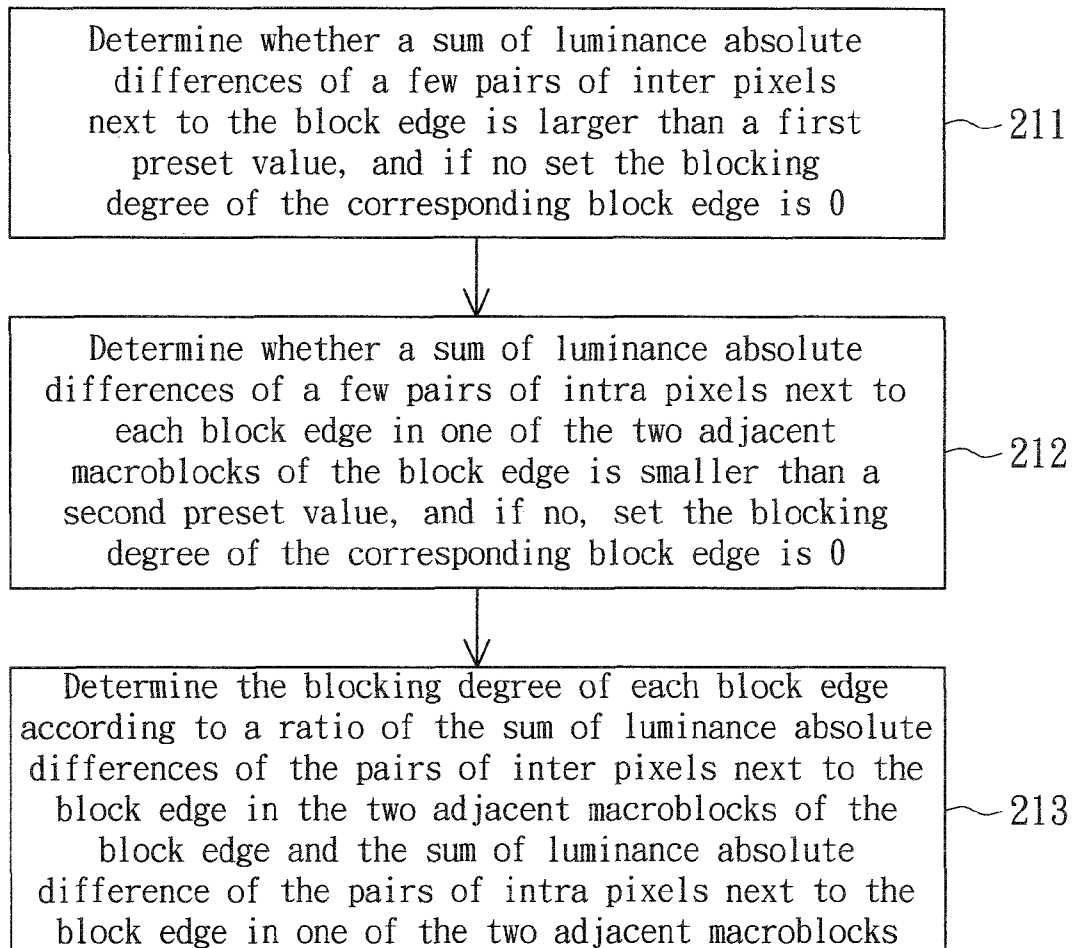 Determine whether a sum of luminance absolute
differences of a few pairs of inter pixels
next to the block edge is larger than a first
preset value, and if no set the blocking
degree of the corresponding block edge is 0
211
Determine whether a sum of luminance absolute
differences of a few pairs of intra pixels next to
each block edge in one of the two adjacent
macroblocks of the block edge is smaller than a
second preset value, and if no, set the blocking
degree of the corresponding block edge is 0
212
Determine the blocking degree of each block edge
according to a ratio of the sum of luminance absolute
differences of the pairs of inter pixels next to the
block edge in the two adjacent macroblocks of the
block edge and the sum of luminance absolute
difference of the pairs of intra pixels next to the
block edge in one of the two adjacent macroblocks
213